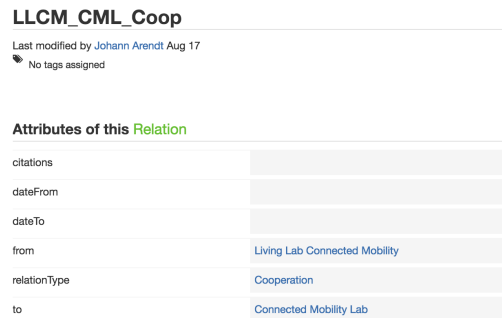 LLCM_CML_Coop
Last modified by Johann Arendt Aug 17
No tags assigned
Attributes of this Relation
citations
dateFrom
dateTo
from Living Lab Connected Mobility
relationType Cooperation
to Connected Mobility Lab